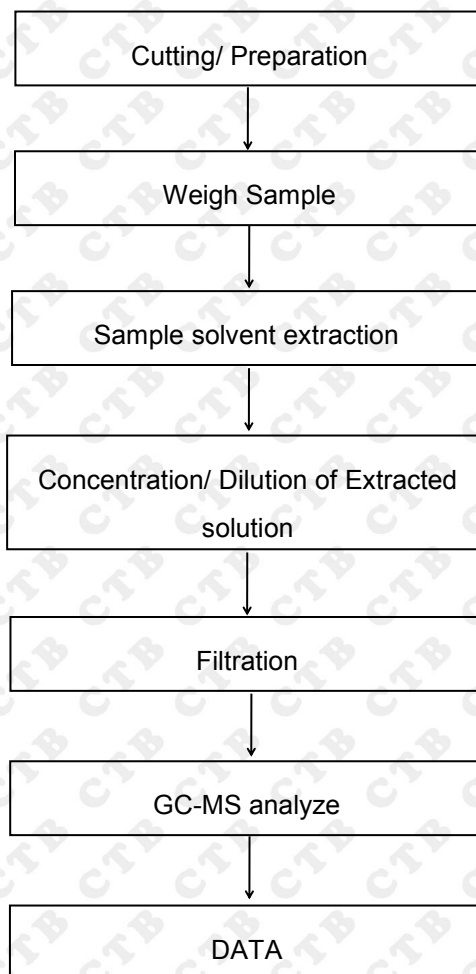 Cutting/ Preparation
Weigh Sample
Sample solvent extraction
Concentration/ Dilution of Extracted
solution
Filtration
GC-MS analyze
DATA